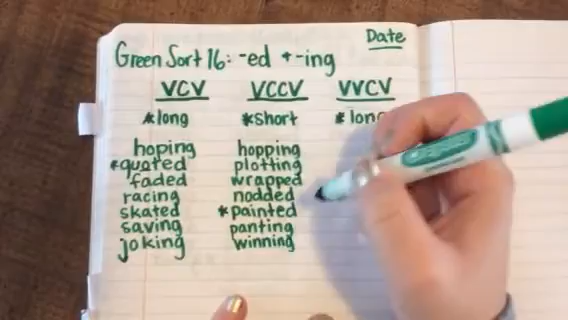 Date
Green Sort 16: -ed + -ing
VCV VCCV VVCV
*long *short *long
hoping hopping
*quoted plotting
faded wrapped
racing nodded
skated *painted
saving panting
joking winning